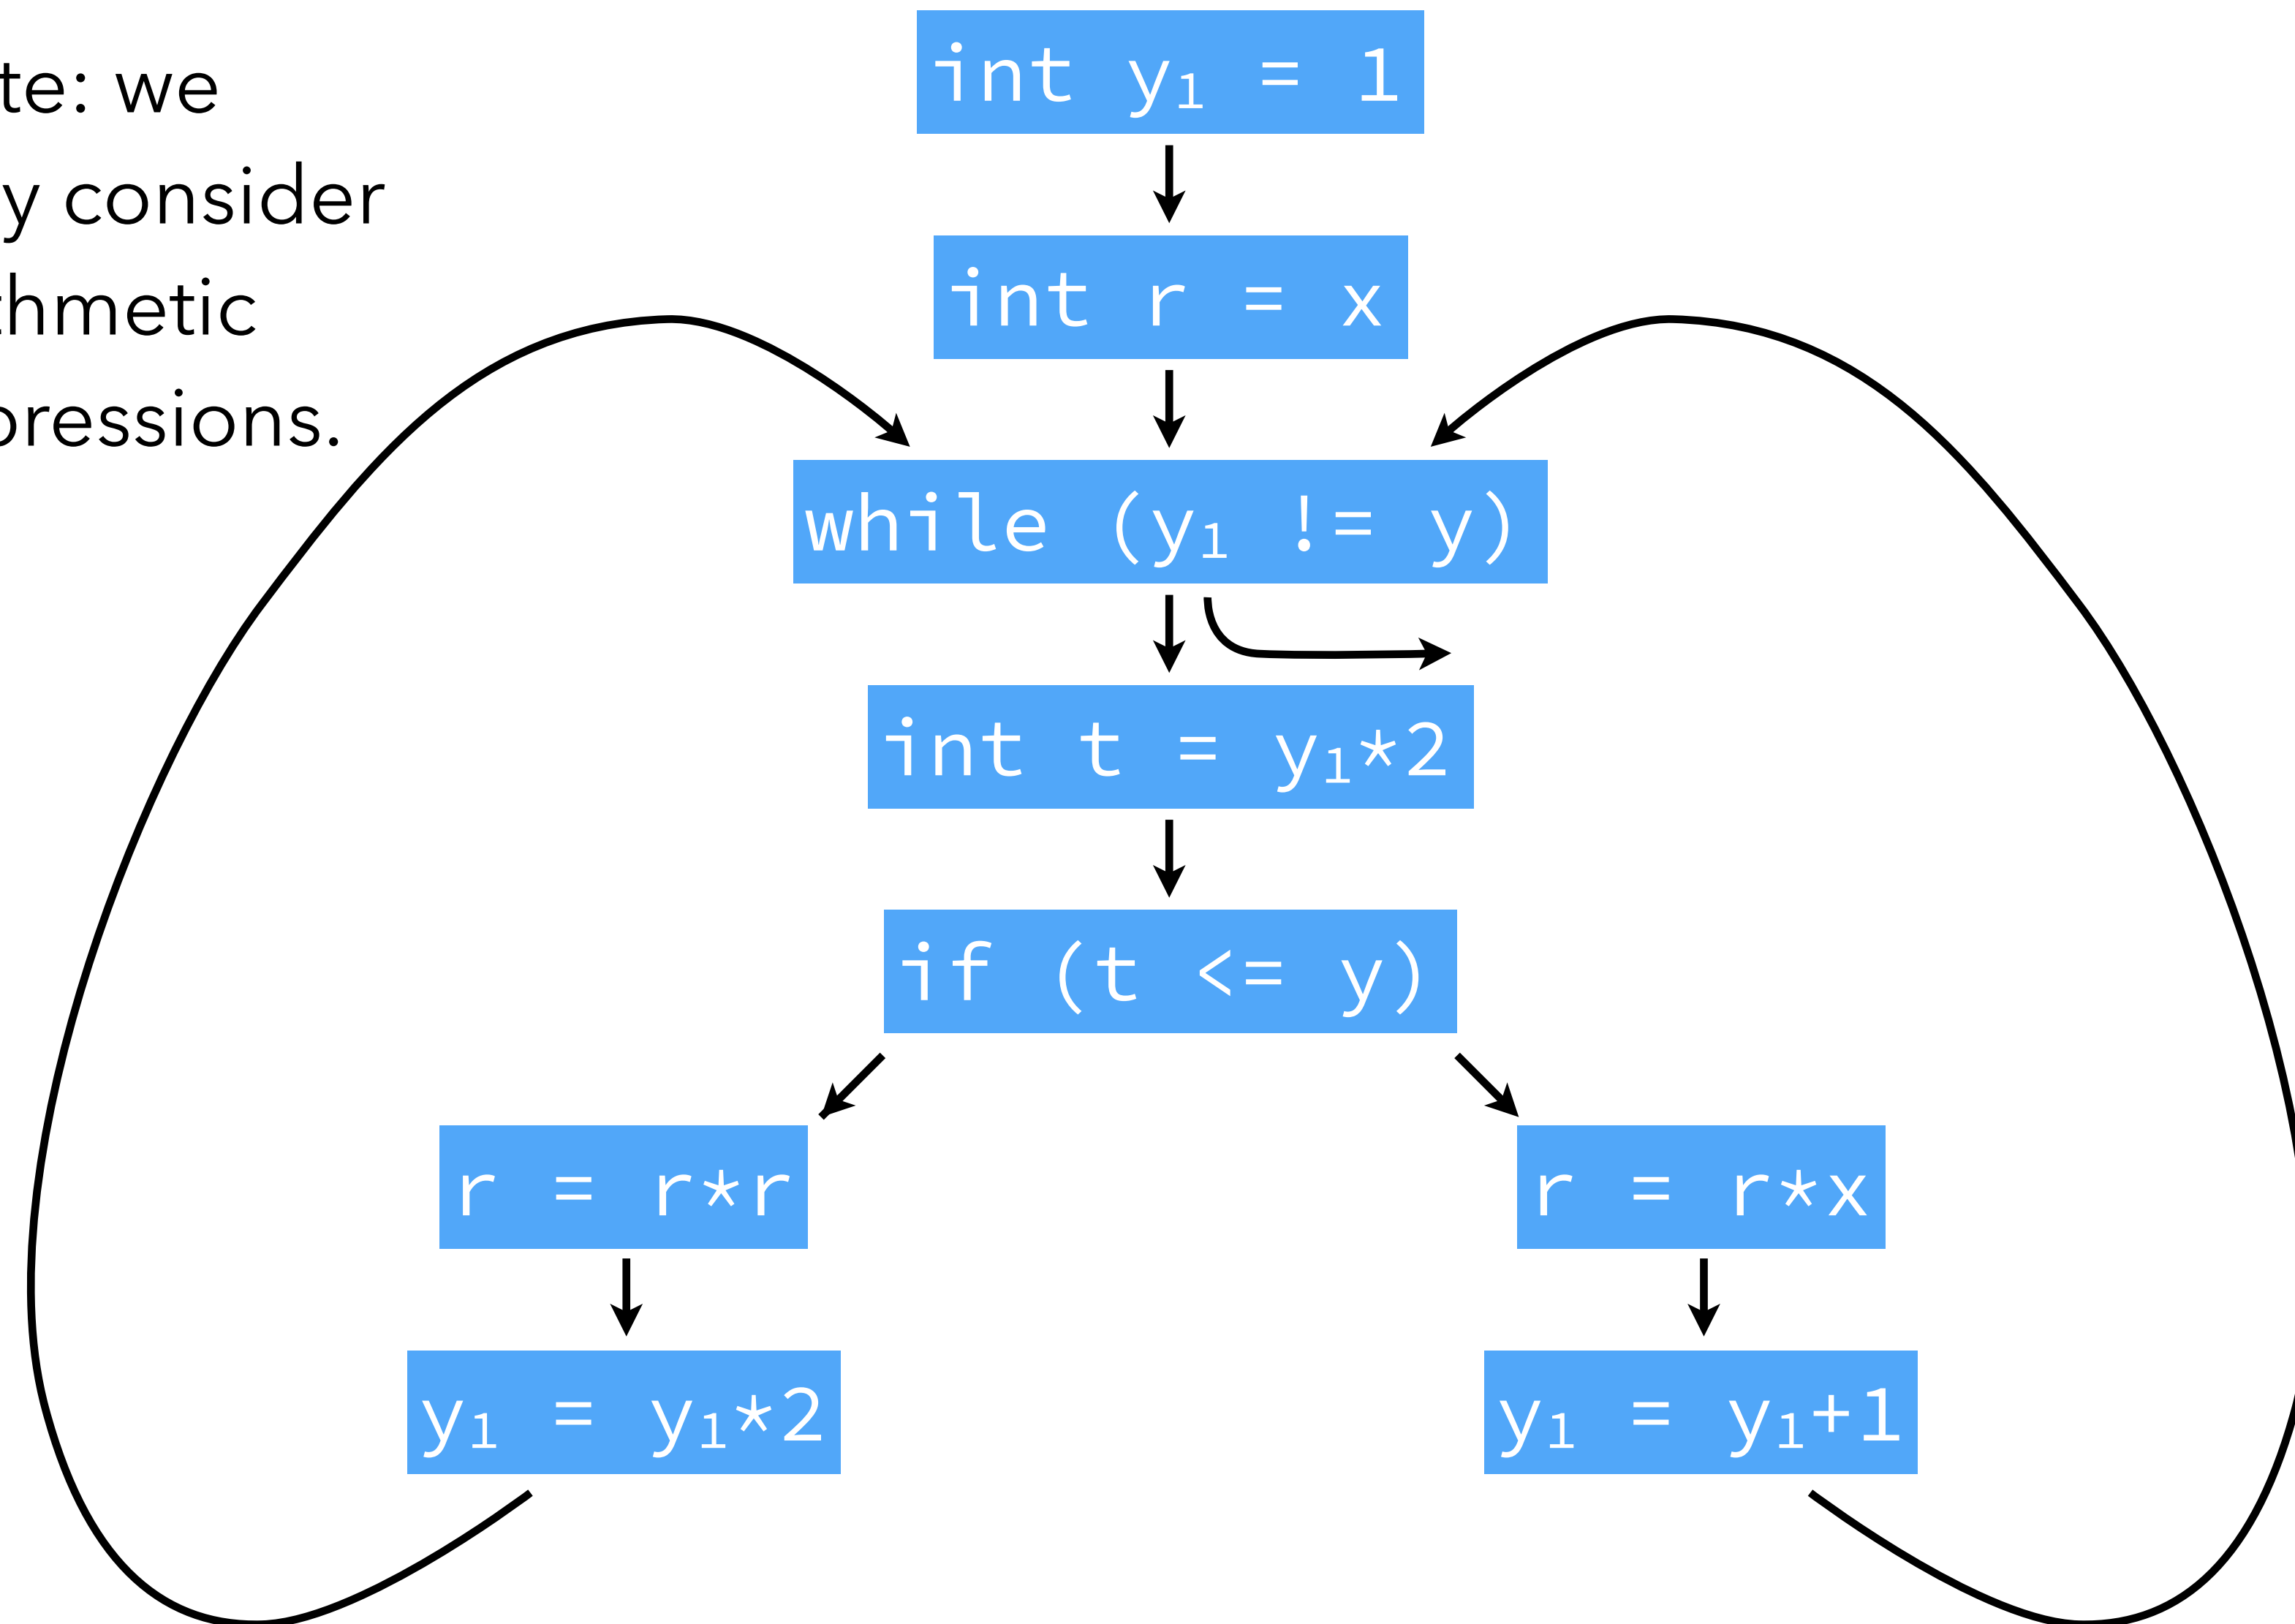 te: we
y consider
hmetic
ressions.
int y₁ = 1
int r = x
while (y₁ != y)
int t = y₁*2
if (t <= y)
r = r*r
r = r*x
y₁ = y₁*2
y₁ = y₁+1